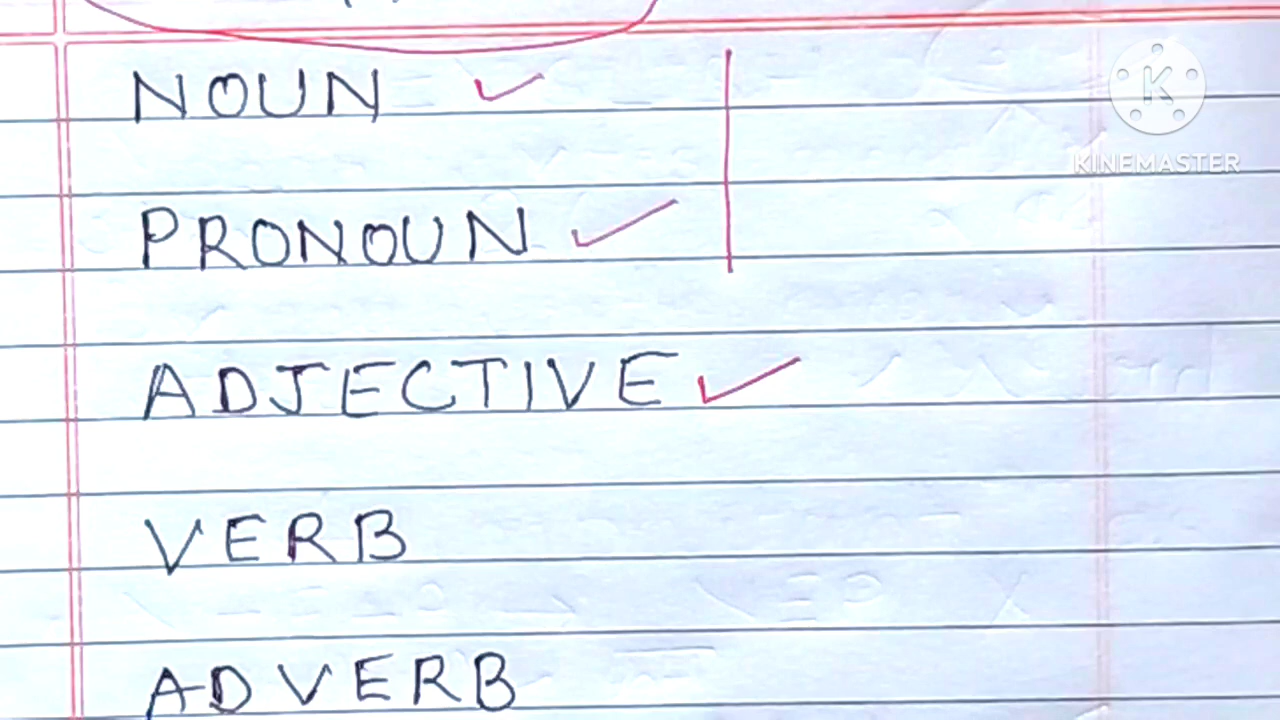 NOUN
K
KINEMASTER
PRONOUN
ADJECTIVE
VERB
ADVERB